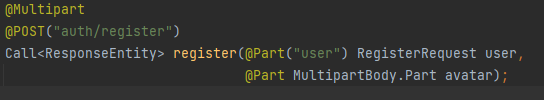 @Multipart
@POST("auth/register")
Call<ResponseEntity> register(@Part("user") RegisterRequest user,
@Part MultipartBody.Part avatar);